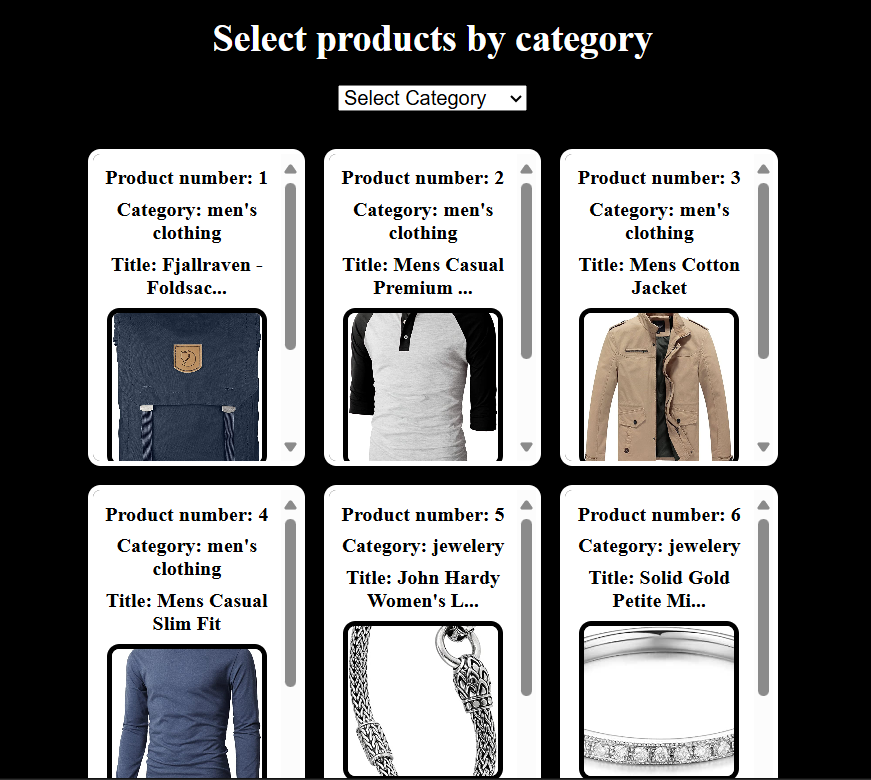 Select products by category
Select Category
Product number: 1
Category: men's
clothing
Title: Fjallraven -
Foldsac...
Product number: 2
Category: men's
clothing
Title: Mens Casual
Premium ...
Product number: 3
Category: men's
clothing
Title: Mens Cotton
Jacket
Product number: 4
Category: men's
clothing
Title: Mens Casual
Slim Fit
Product number: 5
Category: jewelery
Title: John Hardy
Women's L...
Product number: 6
Category: jewelery
Title: Solid Gold
Petite Mi...